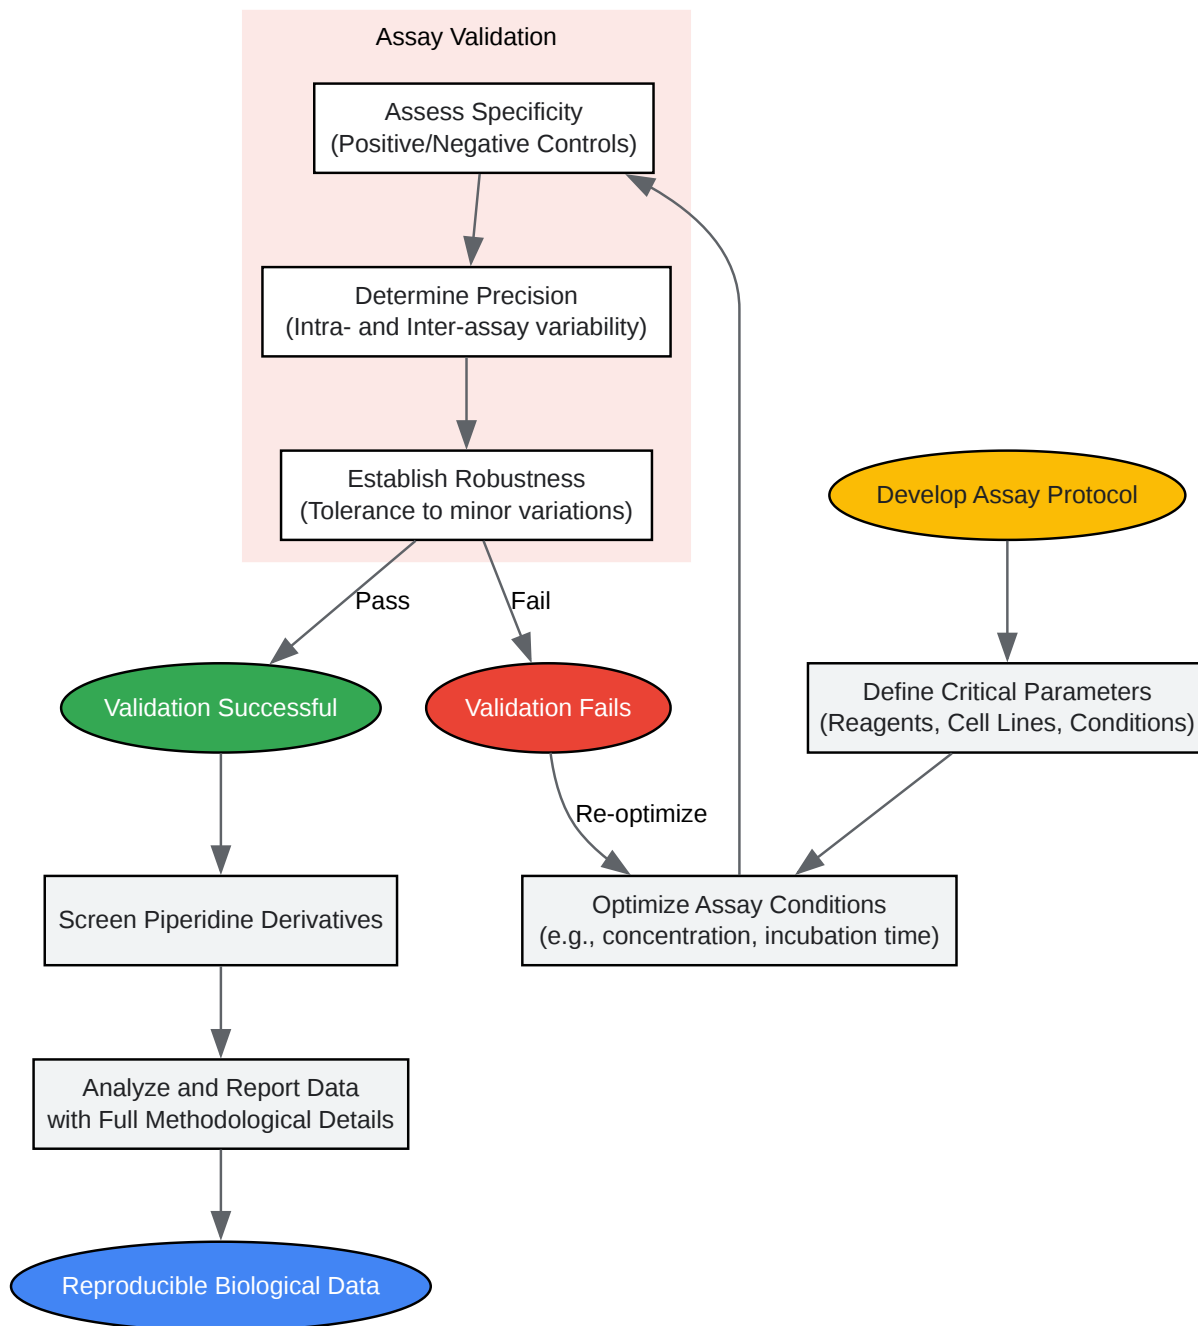 Assay Validation
Assess Specificity
(Positive/Negative Controls)
Determine Precision
(Intra- and Inter-assay variability)
Establish Robustness
(Tolerance to minor variations)
Develop Assay Protocol
Pass
Fail
Validation Successful
Validation Fails
Define Critical Parameters
(Reagents, Cell Lines, Conditions)
Re-optimize
Screen Piperidine Derivatives
Optimize Assay Conditions
(e.g., concentration, incubation time)
Analyze and Report Data
with Full Methodological Details
Reproducible Biological Data